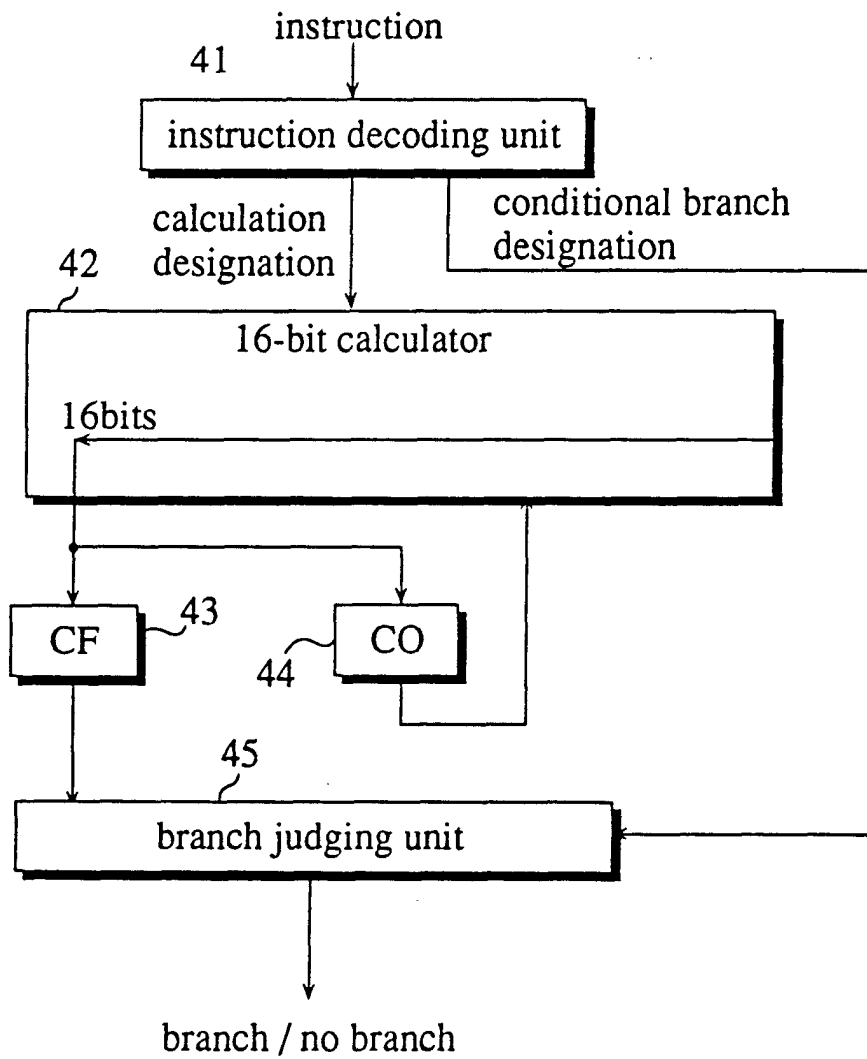 instruction
41
instruction decoding unit
calculation
designation
conditional branch
designation
42
16-bit calculator
16bits
CF
43
CO
44
45
branch judging unit
branch / no branch